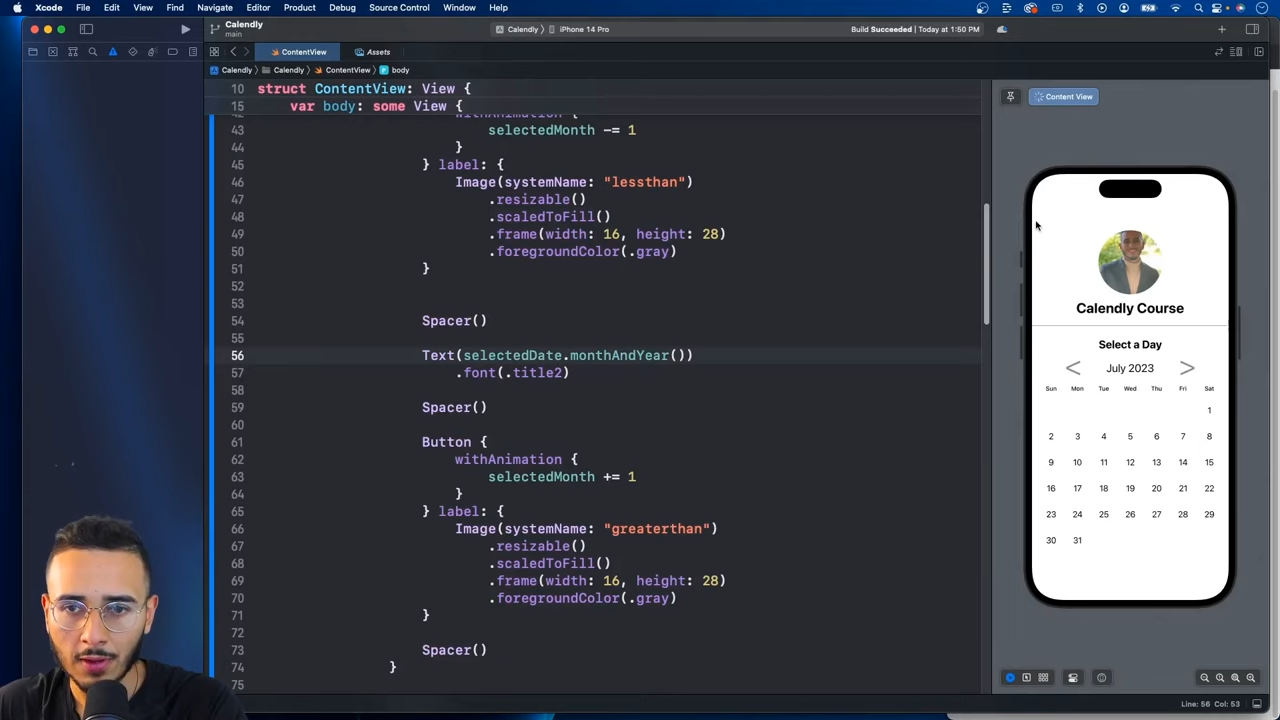 Xcode File Edit View Find Navigate Editor Product Debug Source Control Window Help
Calendly
main
Calendly iPhone 14 Pro
Build Succeeded | Today at 1:50 PM
ContentView Assets
Calendly Calendly ContentView body
10 struct ContentView: View {
15 var body: some View {
42 withAnimation {
43 selectedMonth -= 1
44 }
45 } label: {
46 Image(systemName: "lessthan")
47 .resizable()
48 .scaledToFill()
49 .frame(width: 16, height: 28)
50 .foregroundColor(.gray)
51 }
52
53
54 Spacer()
55
56 Text(selectedDate.monthAndYear())
57 .font(.title2)
58
59 Spacer()
60
61 Button {
62 withAnimation {
63 selectedMonth += 1
64 }
65 } label: {
66 Image(systemName: "greaterthan")
67 .resizable()
68 .scaledToFill()
69 .frame(width: 16, height: 28)
70 .foregroundColor(.gray)
71 }
72
73 Spacer()
74 }
75
Content View
Calendly Course
Select a Day
< July 2023 >
Sun Mon Tue Wed Thu Fri Sat
1
2 3 4 5 6 7 8
9 10 11 12 13 14 15
16 17 18 19 20 21 22
23 24 25 26 27 28 29
30 31
Line: 56 Col: 53